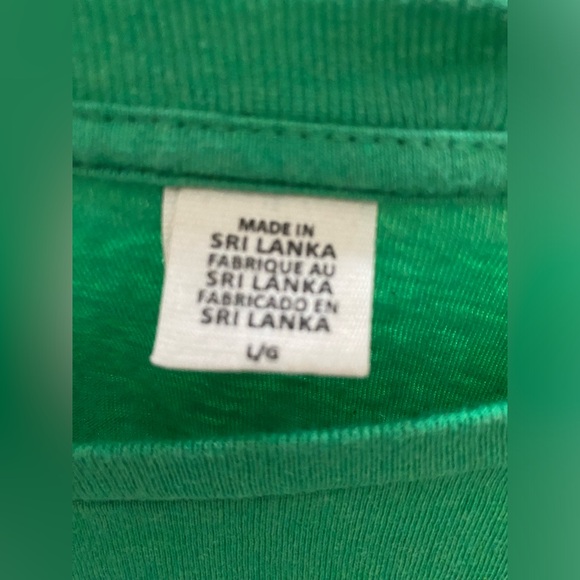 MADE IN
SRI LANKA
FABRIQUE AU
SRI LANKA
FABRICADO EN
SRI LANKA
L/G